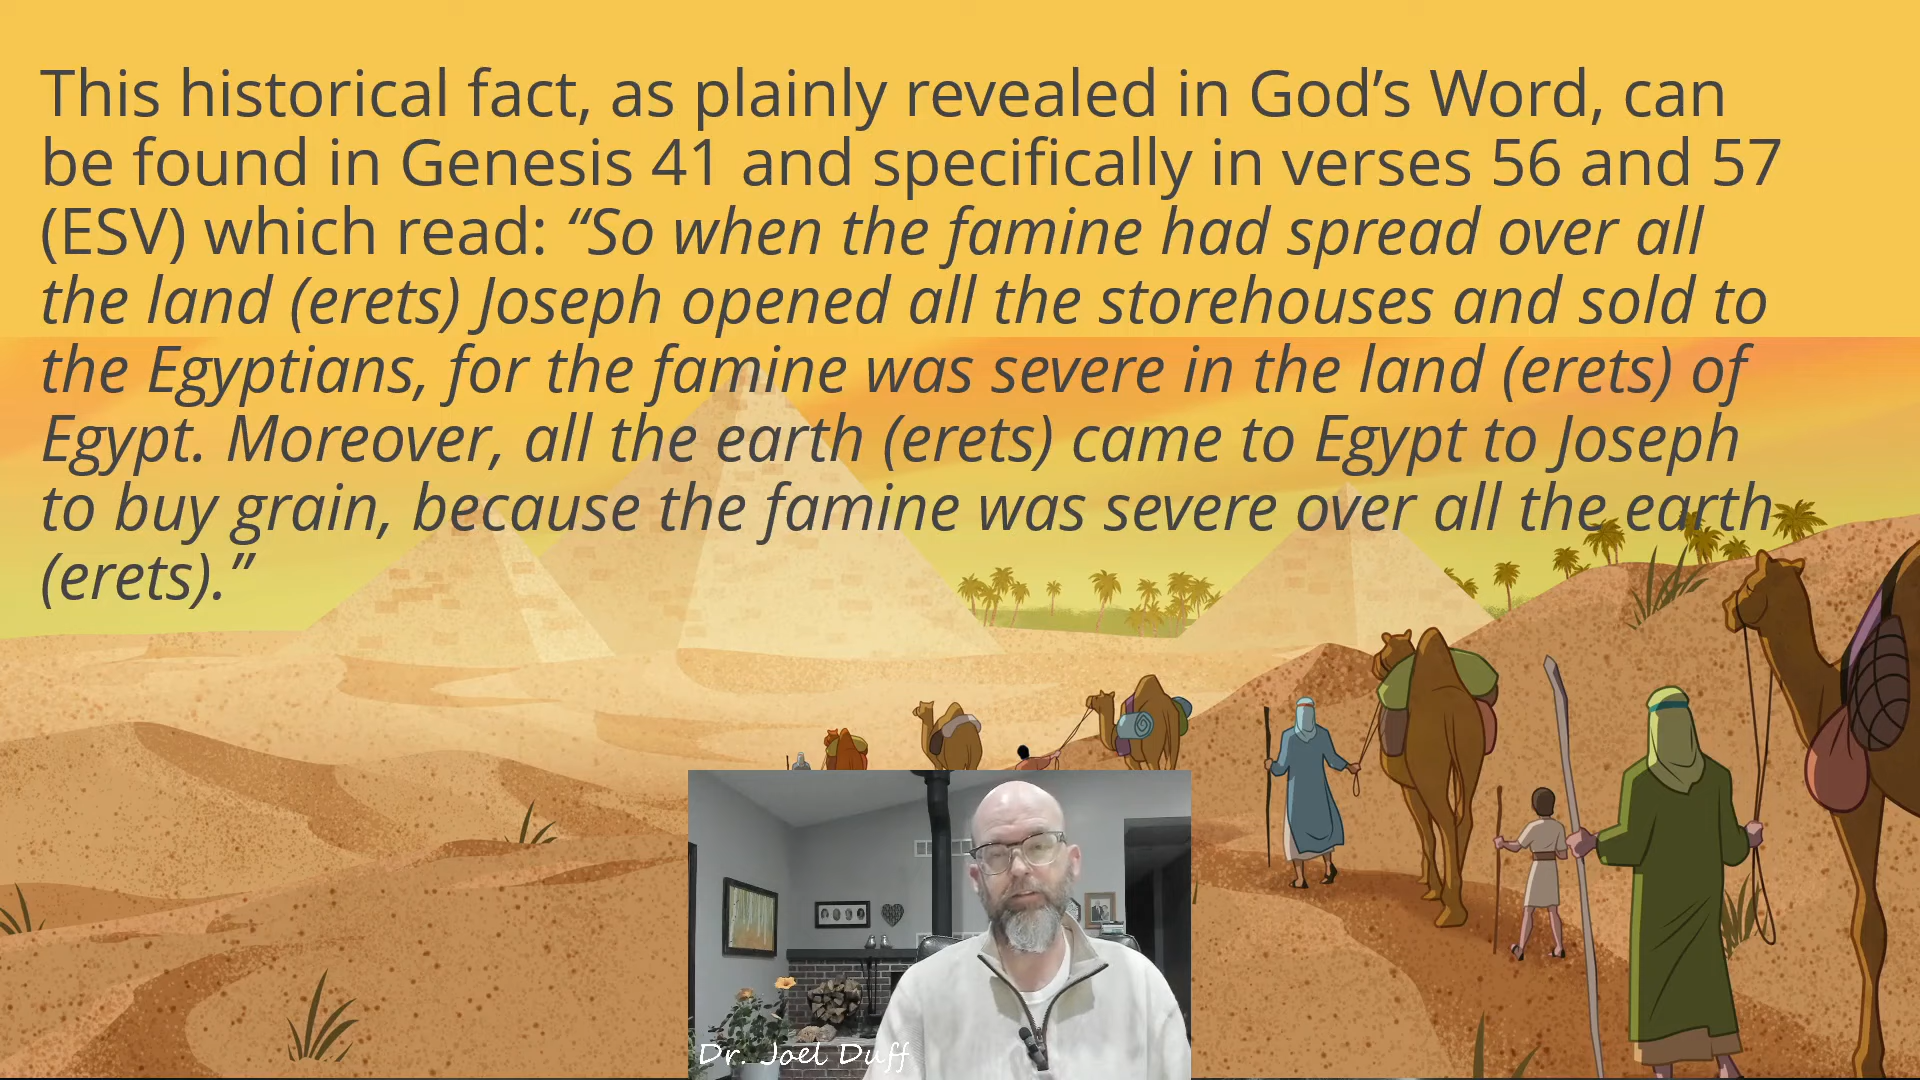 This historical fact, as plainly revealed in God’s Word, can
be found in Genesis 41 and specifically in verses 56 and 57
(ESV) which read: “So when the famine had spread over all
the land (erets) Joseph opened all the storehouses and sold to
the Egyptians, for the famine was severe in the land (erets) of
Egypt. Moreover, all the earth (erets) came to Egypt to Joseph
to buy grain, because the famine was severe over all the earth
(erets).”
Dr. Joel Duff